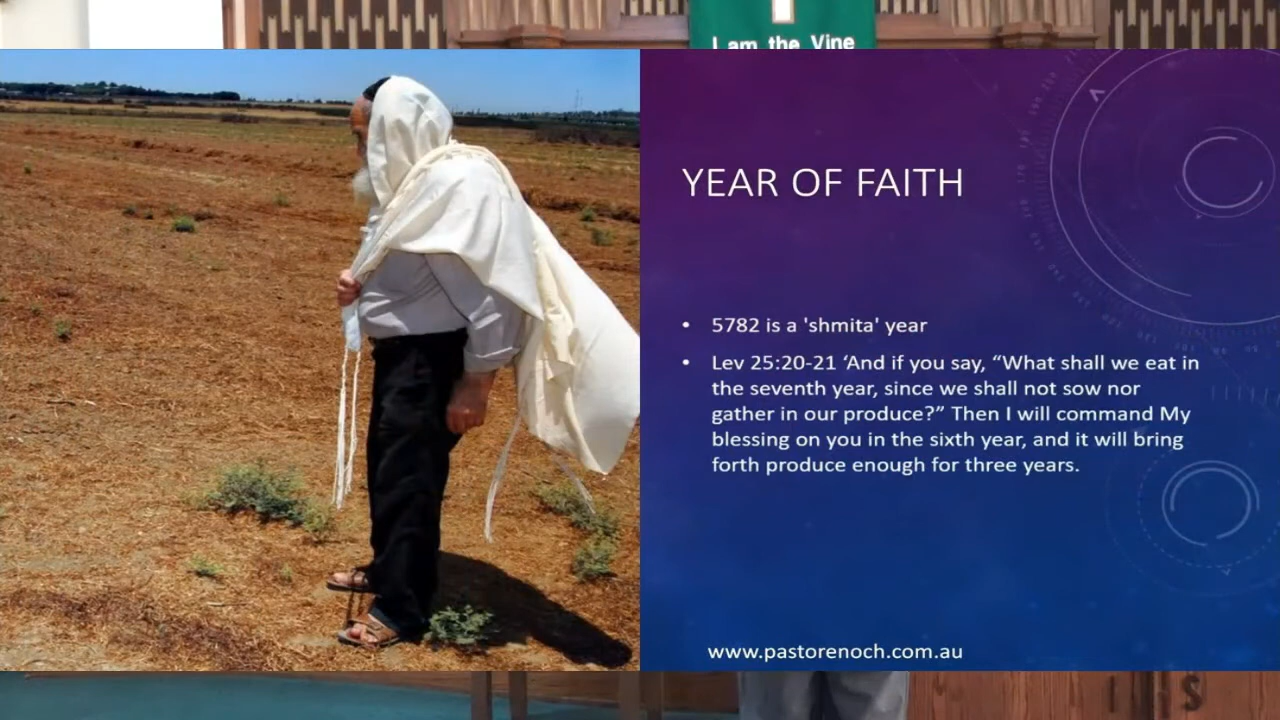 I am the Vine
YEAR OF FAITH
• 5782 is a 'shmita' year
• Lev 25:20-21 ‘And if you say, “What shall we eat in
the seventh year, since we shall not sow nor
gather in our produce?” Then I will command My
blessing on you in the sixth year, and it will bring
forth produce enough for three years.
www.pastorenoch.com.au
IHS